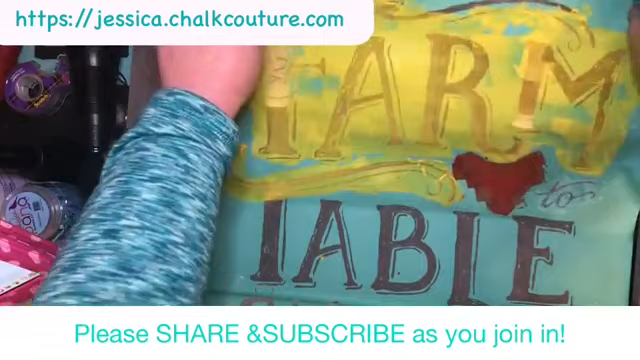 https://jessica.chalkcouture.com
FARM
to
TABLE
Please SHARE &SUBSCRIBE as you join in!